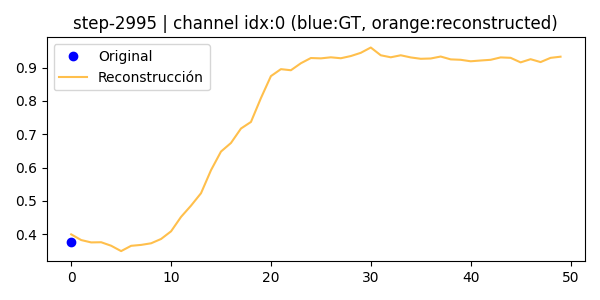 step-2995 | channel idx:0 (blue:GT, orange:reconstructed)
Original
Reconstrucción
0.9
0.8
0.7
0.6
0.5
0.4
0 10 20 30 40 50